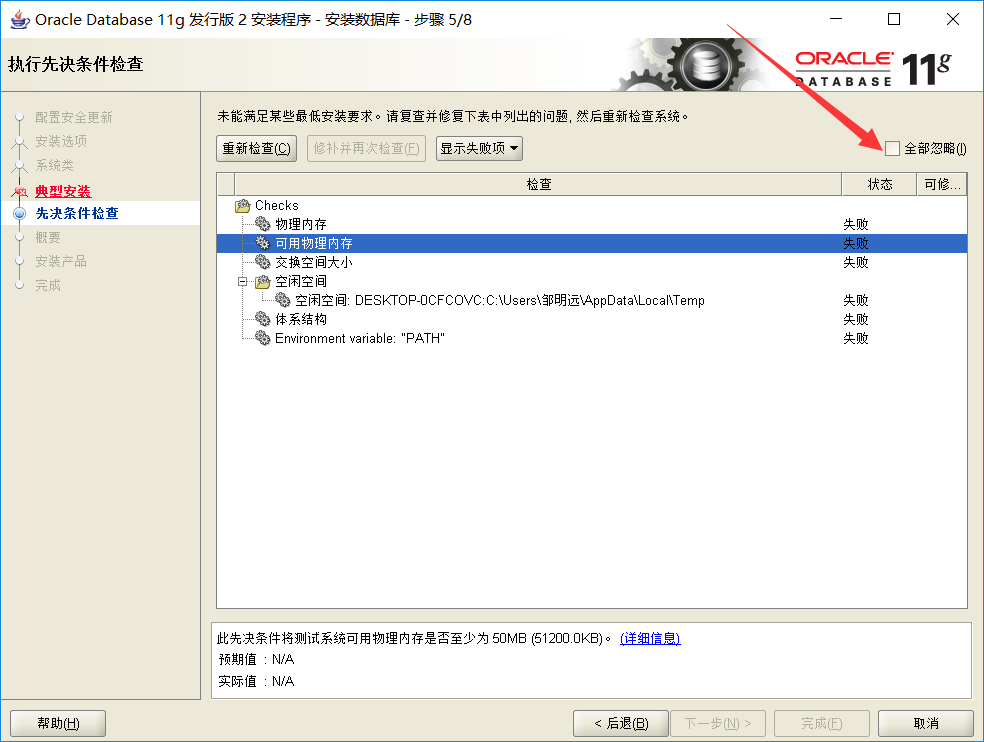 Oracle Database 11g 发行版 2 安装程序 - 安装数据库 - 步骤 5/8
执行先决条件检查
ORACLE
DATABASE
11g
配置安全更新
安装选项
系统类
典型安装
先决条件检查
概要
安装产品
完成
未能满足某些最低安装要求。请复查并修复下表中列出的问题, 然后重新检查系统。
重新检查(C) 修补并再次检查(F) 显示失败项 全部忽略(I)
检查 状态 可修...
Checks
物理内存 失败
可用物理内存 失败
交换空间大小 失败
空闲空间
空闲空间: DESKTOP-0CFCOVC:C:\Users\邹明远\AppData\Local\Temp 失败
体系结构 失败
Environment variable: "PATH" 失败
此先决条件将测试系统可用物理内存是否至少为 50MB (51200.0KB)。 (详细信息)
预期值 : N/A
实际值 : N/A
帮助(H) < 后退(B) 下一步(N) > 完成(F) 取消